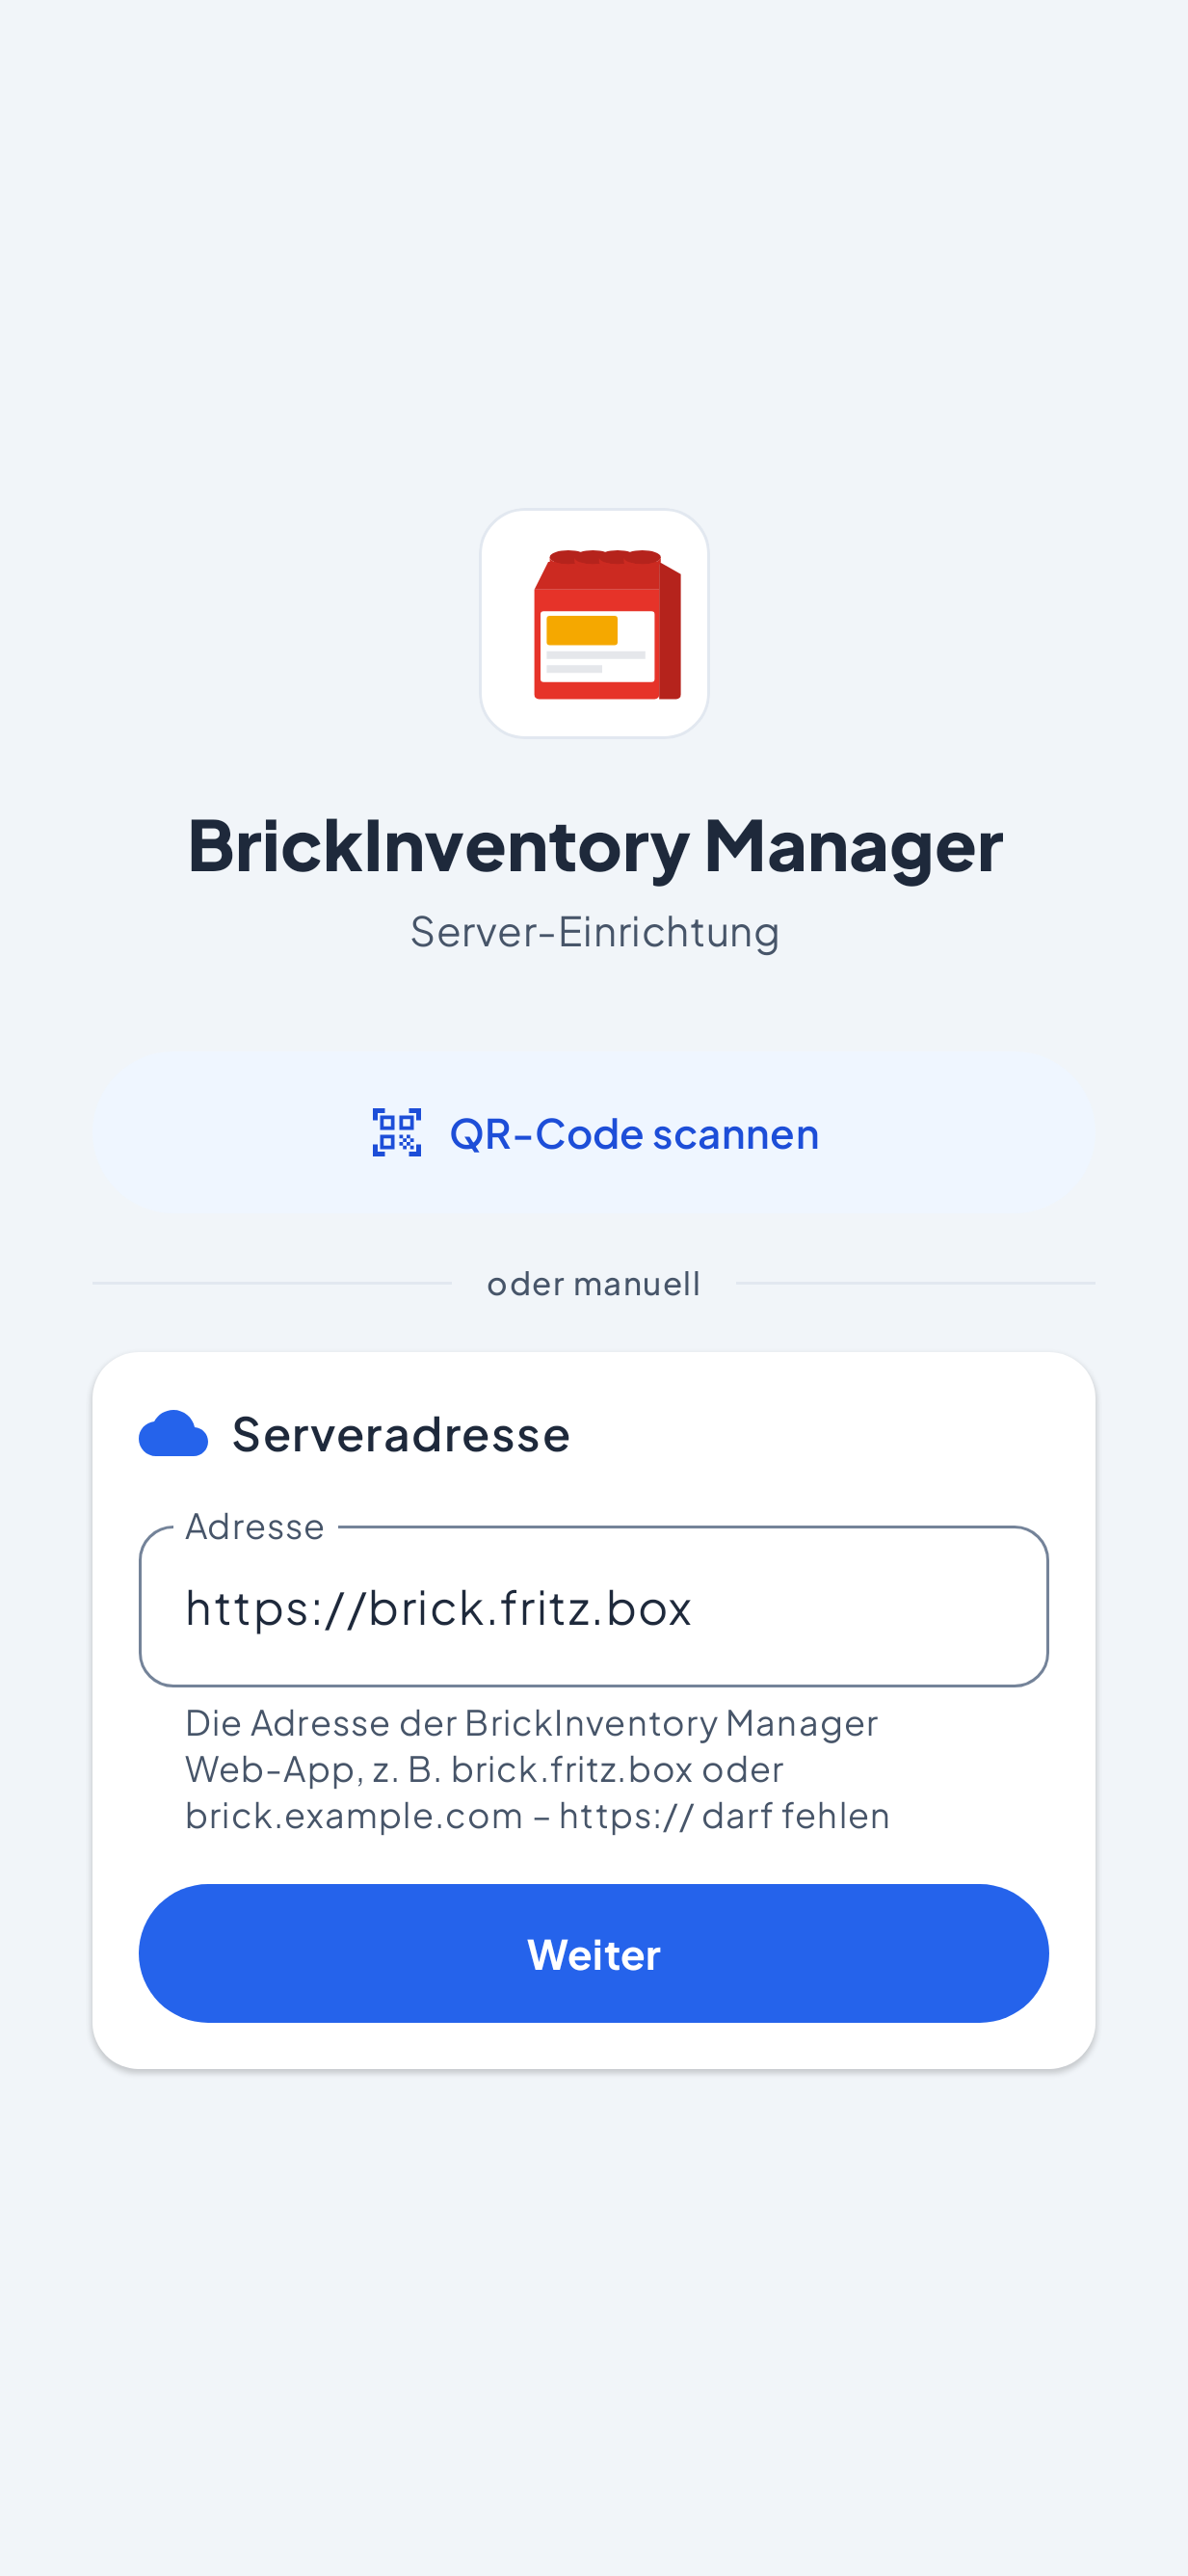 BrickInventory Manager
Server-Einrichtung
QR-Code scannen
oder manuell
Serveradresse
Adresse
https://brick.fritz.box
Die Adresse der BrickInventory Manager
Web-App, z. B. brick.fritz.box oder
brick.example.com – https:// darf fehlen
Weiter